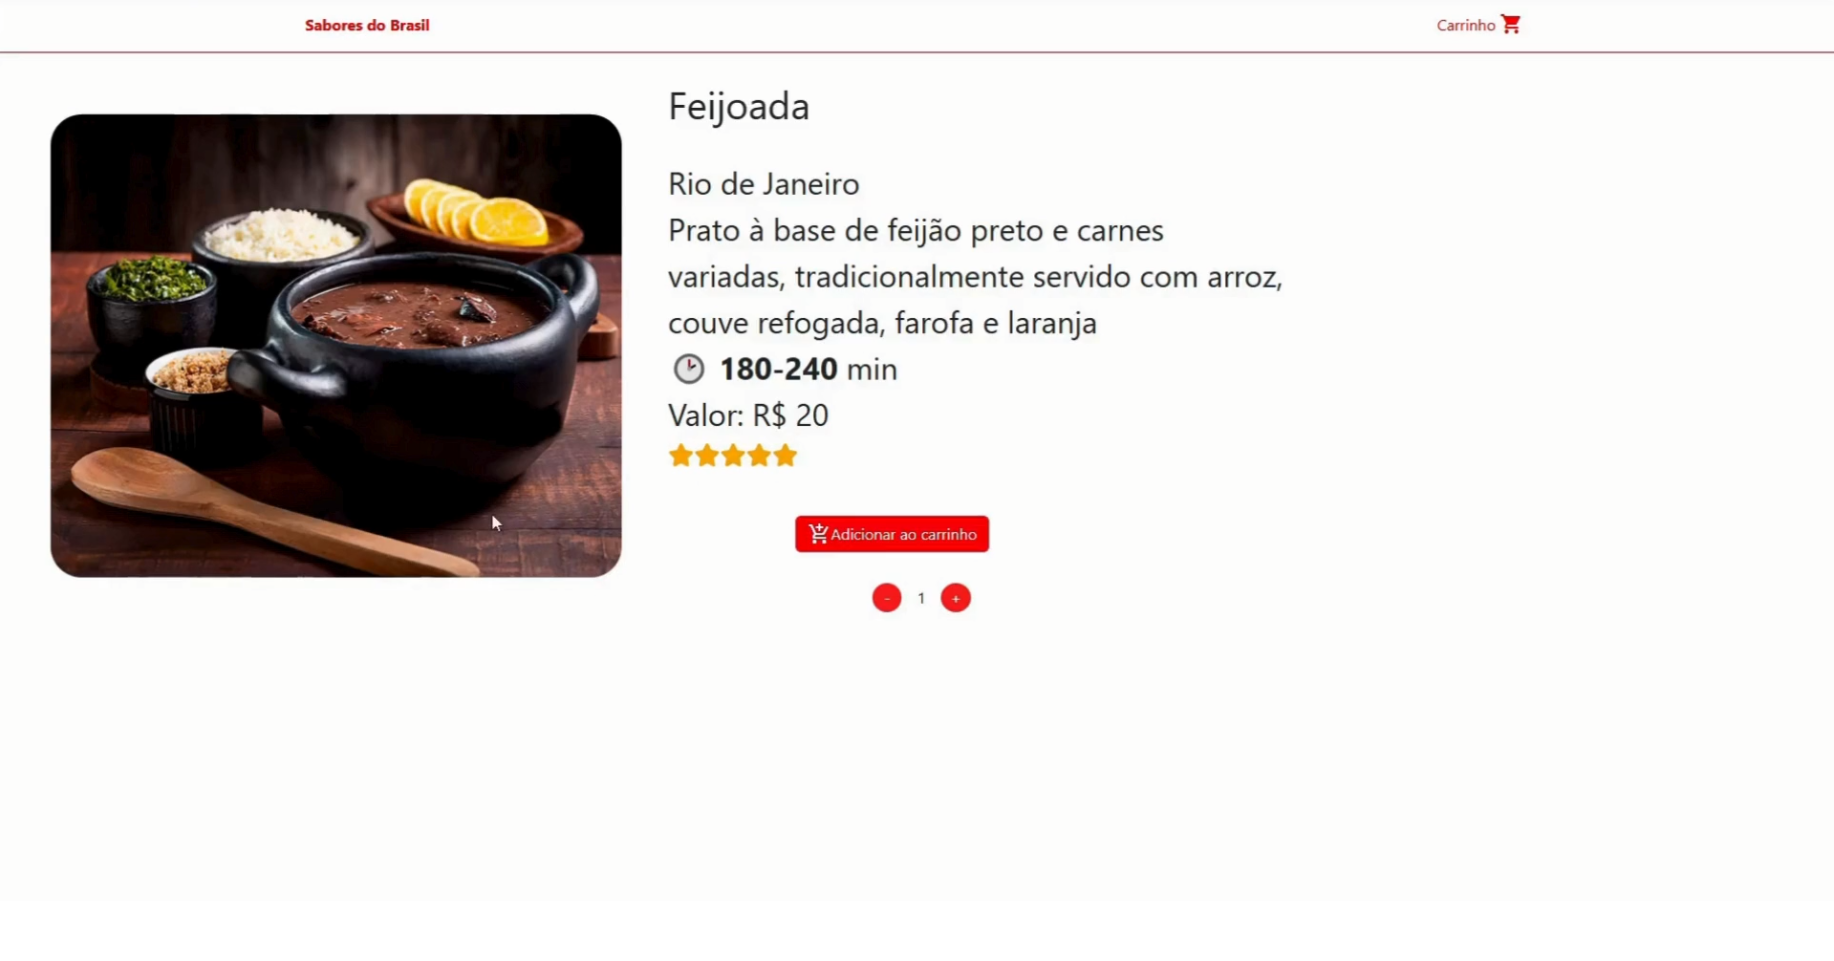 Sabores do Brasil
Carrinho
Feijoada
Rio de Janeiro
Prato à base de feijão preto e carnes
variadas, tradicionalmente servido com arroz,
couve refogada, farofa e laranja
180-240 min
Valor: R$ 20
Adicionar ao carrinho
- 1 +